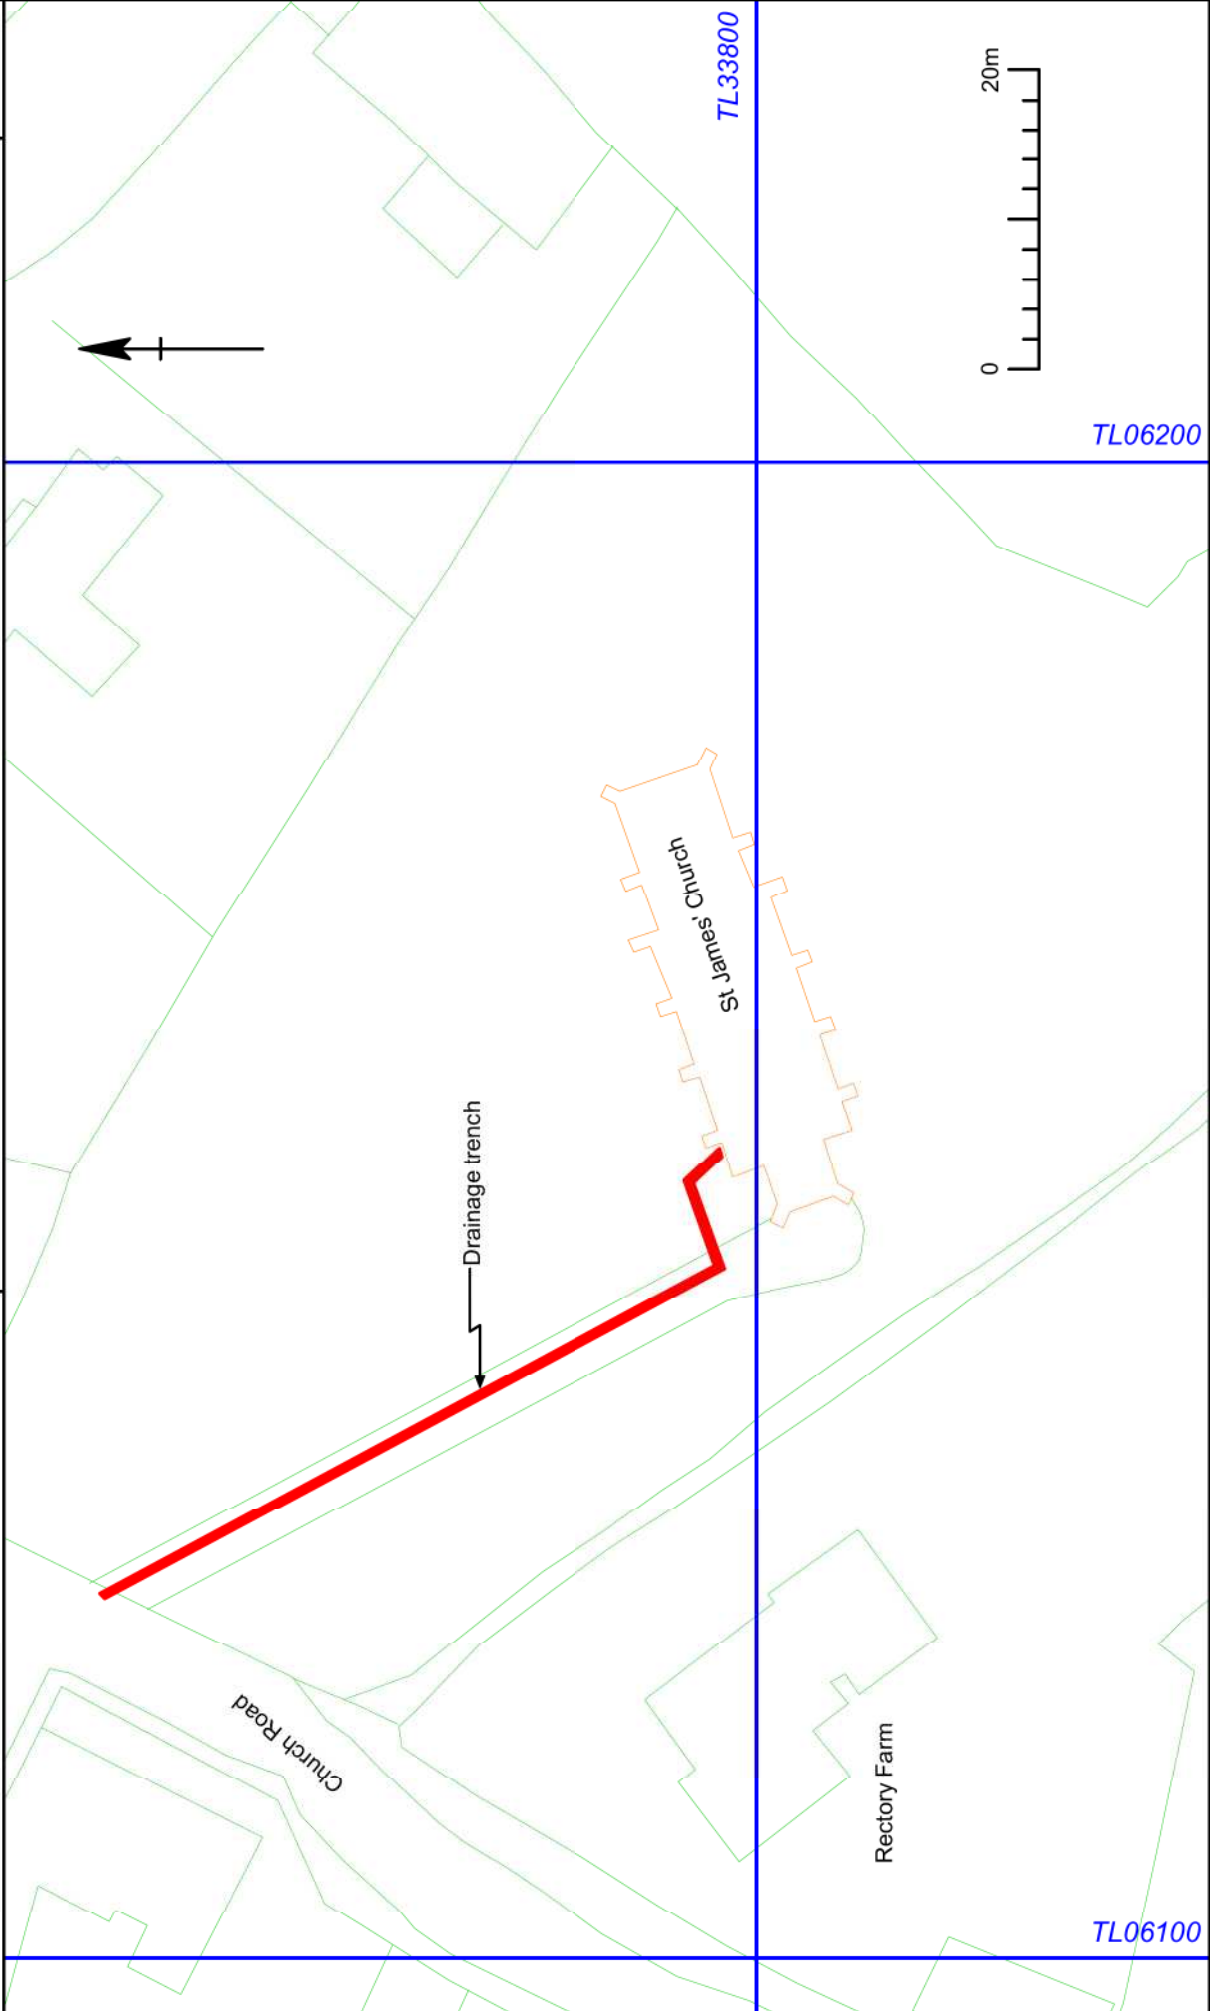 TL33800
20m
0
TL06200
St James' Church
Drainage trench
Church Road
Rectory Farm
TL06100